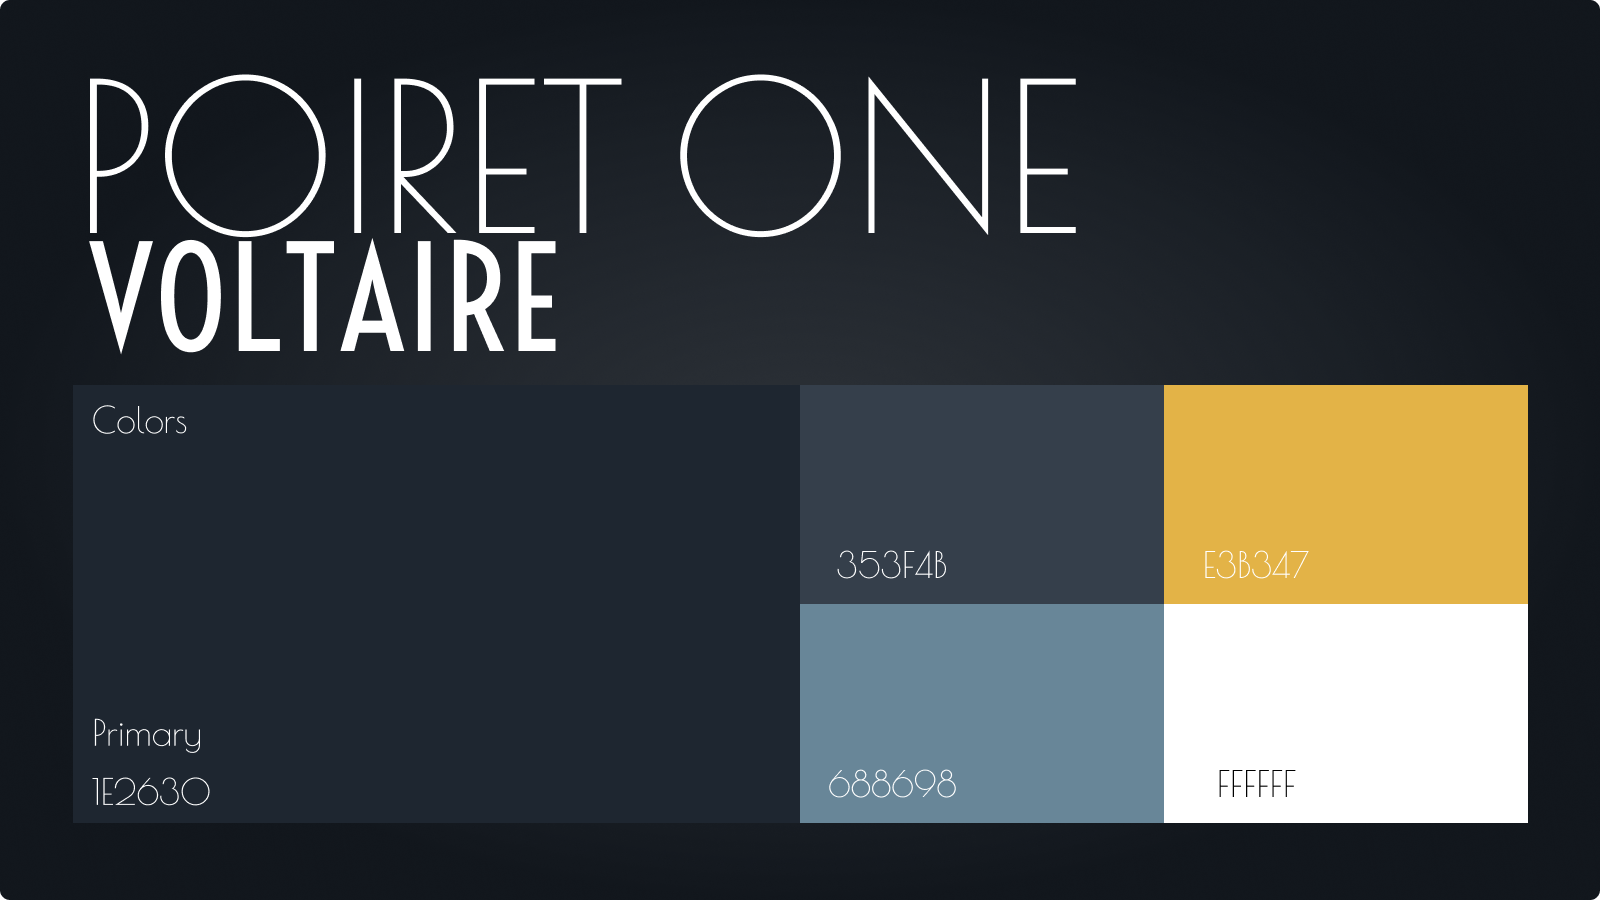 POIRET ONE
VOLTAIRE
Colors
353F4B
E3B347
Primary
1E2630
688698
FFFFFF